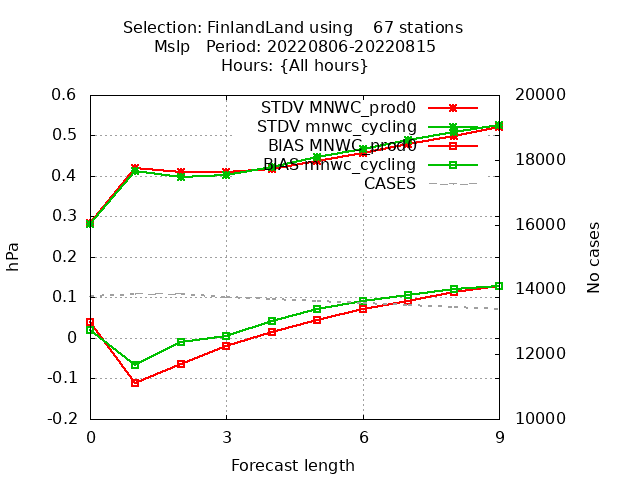 Selection: FinlandLand using    67 stations
Mslp   Period: 20220806-20220815
Hours: {All hours}
STDV MNWC_prod0
STDV mnwc_cycling
BIAS MNWC_prod0
BIAS mnwc_cycling
CASES
0.6
0.5
0.4
0.3
0.2
0.1
0
-0.1
-0.2
hPa
20000
18000
16000
14000
12000
10000
No cases
0 3 6 9
Forecast length